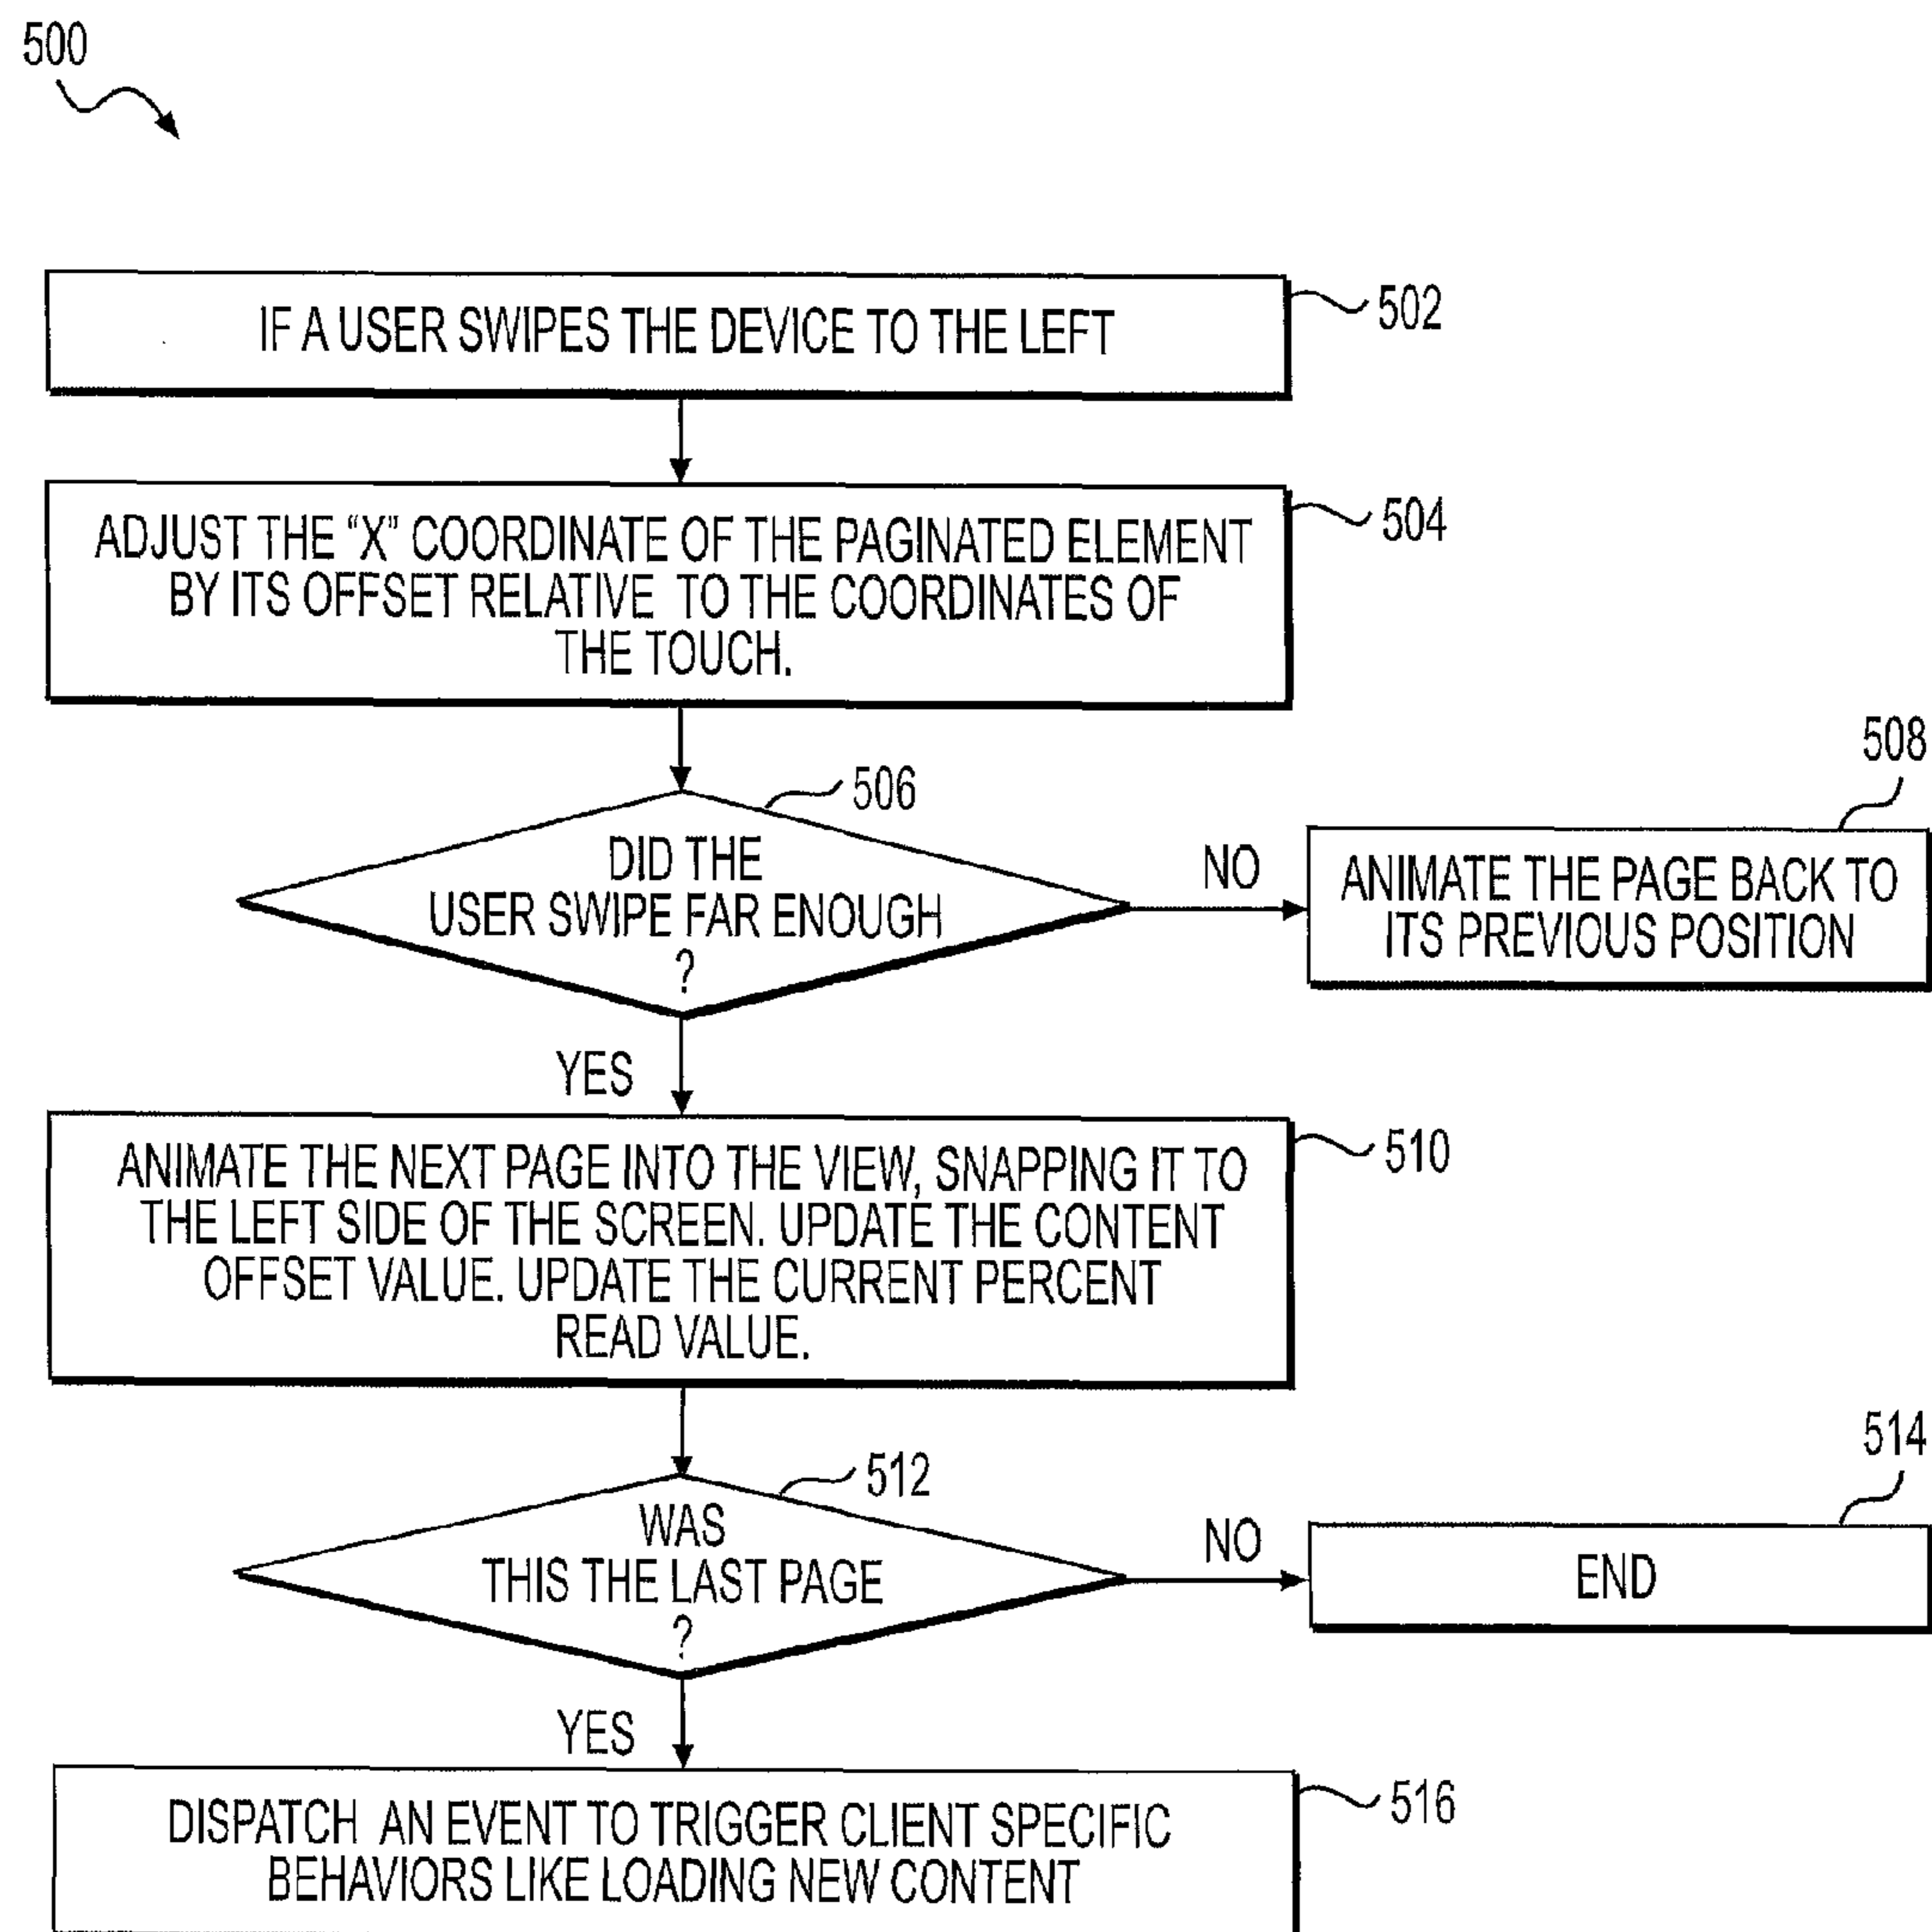 500
IF A USER SWIPES THE DEVICE TO THE LEFT
502
ADJUST THE “X” COORDINATE OF THE PAGINATED ELEMENT
BY ITS OFFSET RELATIVE TO THE COORDINATES OF
THE TOUCH.
504
DID THE
USER SWIPE FAR ENOUGH
?
506
NO
508
ANIMATE THE PAGE BACK TO
ITS PREVIOUS POSITION
YES
ANIMATE THE NEXT PAGE INTO THE VIEW, SNAPPING IT TO
THE LEFT SIDE OF THE SCREEN. UPDATE THE CONTENT
OFFSET VALUE. UPDATE THE CURRENT PERCENT
READ VALUE.
510
WAS
THIS THE LAST PAGE
?
512
NO
514
END
YES
DISPATCH AN EVENT TO TRIGGER CLIENT SPECIFIC
BEHAVIORS LIKE LOADING NEW CONTENT
516